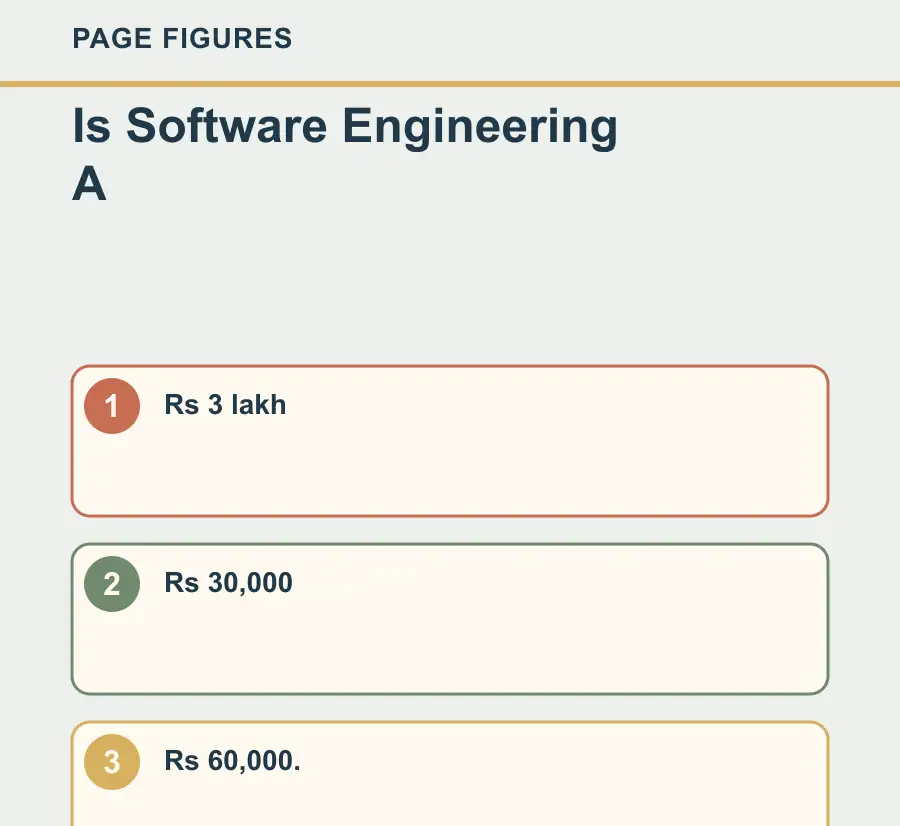 PAGE FIGURES
Is Software Engineering
A
1 Rs 3 lakh
2 Rs 30,000
3 Rs 60,000.